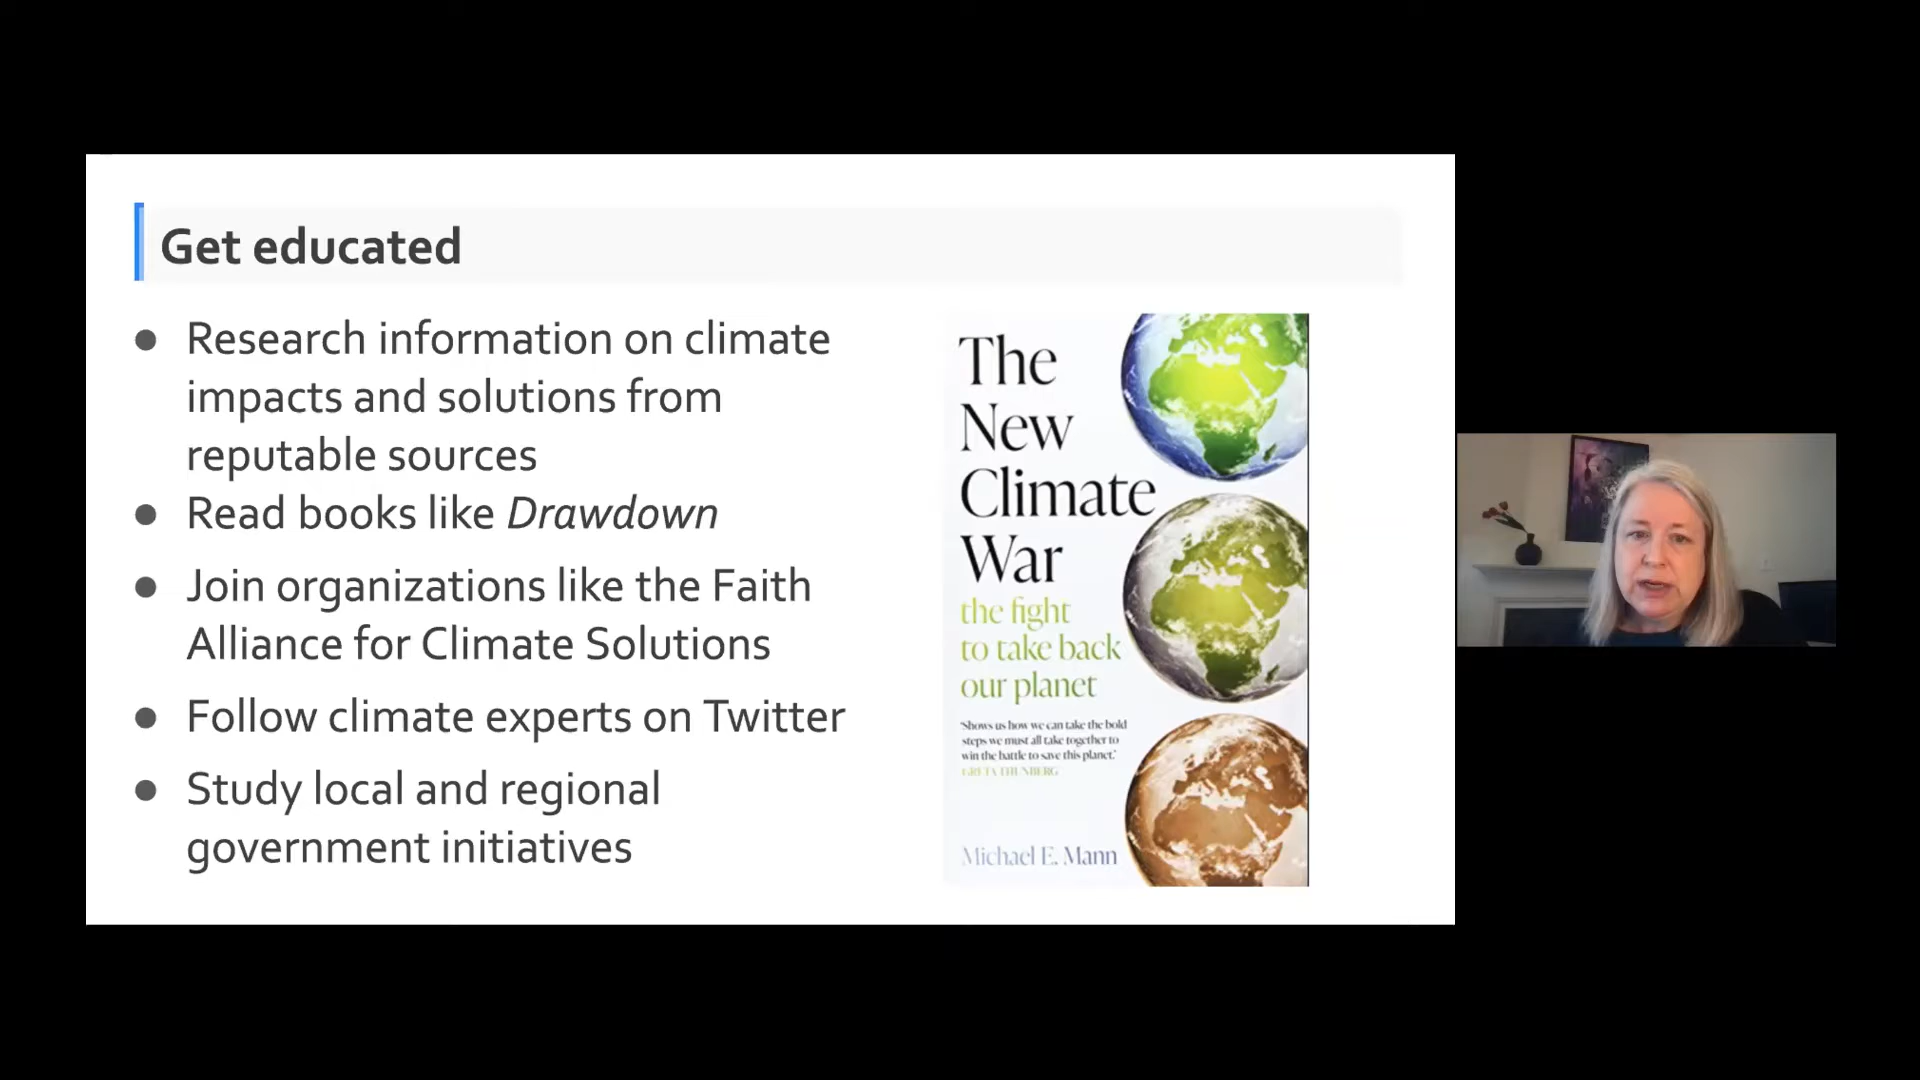 Get educated
Research information on climate
impacts and solutions from
reputable sources
Read books like Drawdown
Join organizations like the Faith
Alliance for Climate Solutions
Follow climate experts on Twitter
Study local and regional
government initiatives
The
New
Climate
War
the fight
to take back
our planet
'Shows us how we can take the bold
steps we must all take together to
win the battle to save this planet.'
GRETA THUNBERG
Michael E. Mann